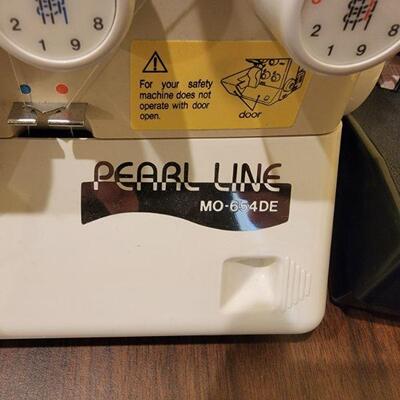 2 1 9 8
2 1 9 8
For your safety
machine does not
operate with door
open.
door
PEARL LINE
MO-654DE